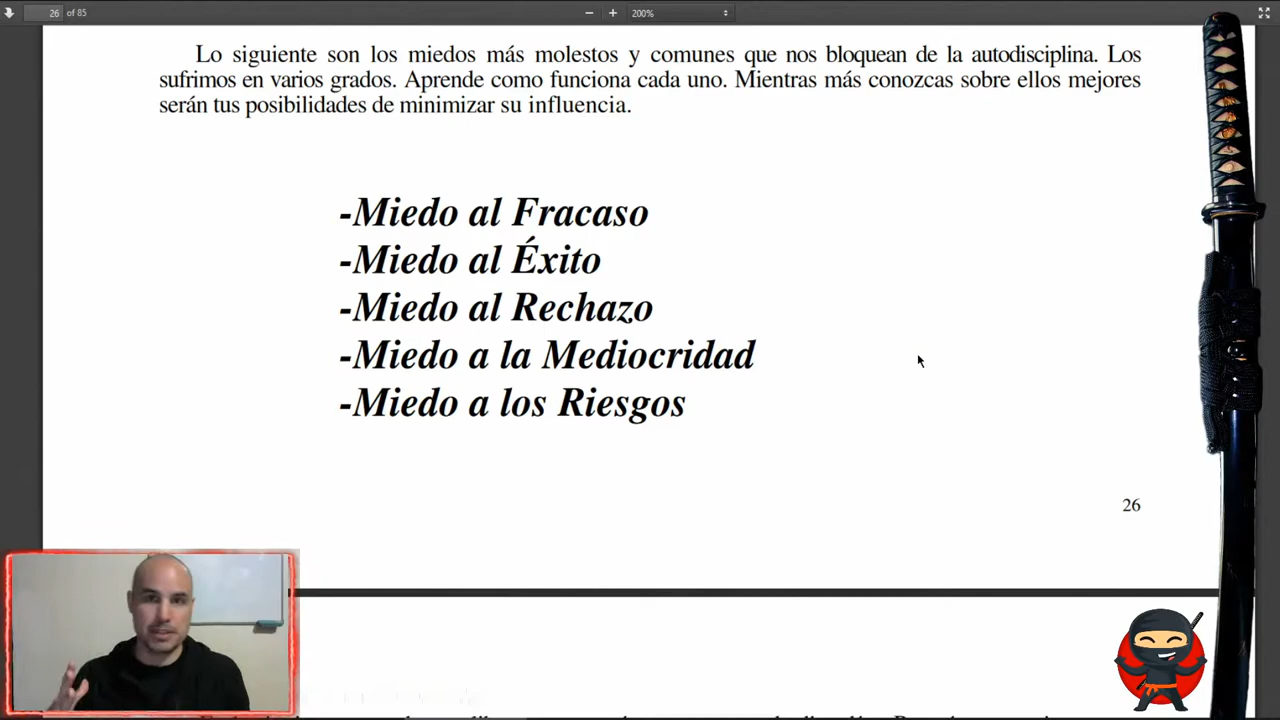 26 of 85
200%
Lo siguiente son los miedos más molestos y comunes que nos bloquean de la autodisciplina. Los
sufrimos en varios grados. Aprende como funciona cada uno. Mientras más conozcas sobre ellos mejores
serán tus posibilidades de minimizar su influencia.
-Miedo al Fracaso
-Miedo al Éxito
-Miedo al Rechazo
-Miedo a la Mediocridad
-Miedo a los Riesgos
26